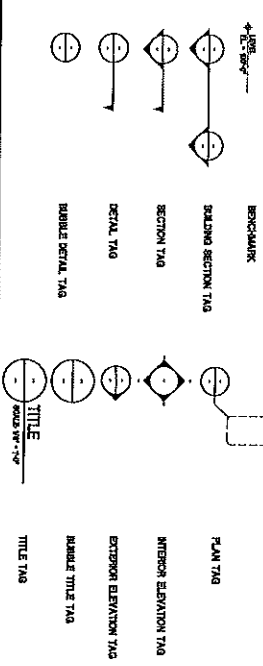 LEVEL
BENCHMARK
BUILDING SECTION TAG
SECTION TAG
DETAIL TAG
BUBBLE DETAIL TAG
PLAN TAG
INTERIOR ELEVATION TAG
EXTERIOR ELEVATION TAG
BUBBLE TITLE TAG
TITLE
TITLE TAG